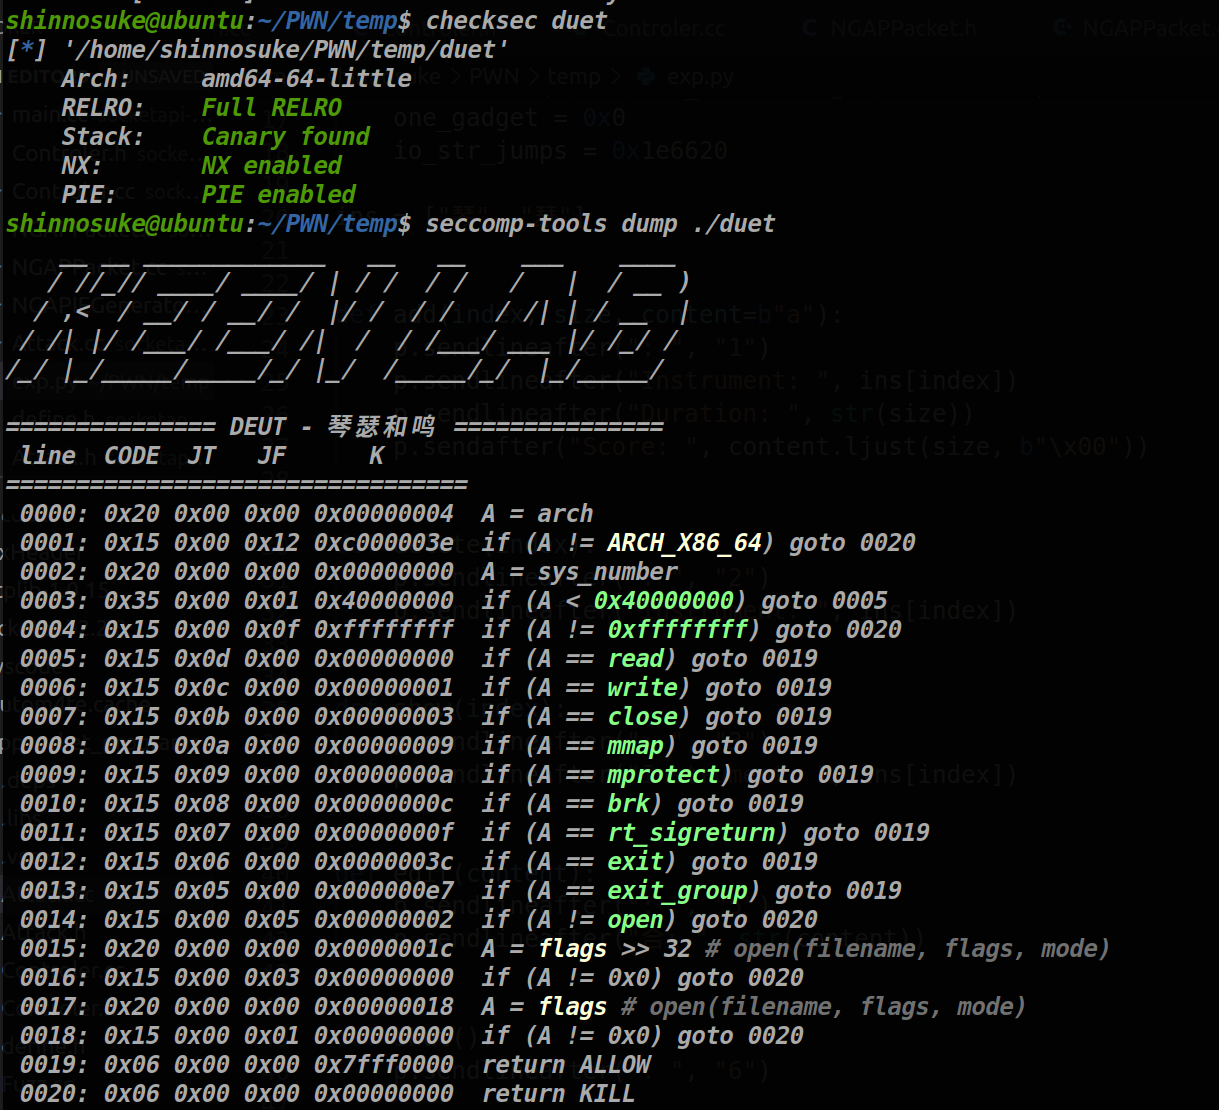 shinnosuke@ubuntu:~/PWN/temp$ checksec duet
[*] '/home/shinnosuke/PWN/temp/duet'
Arch: amd64-64-little
RELRO: Full RELRO
Stack: Canary found
NX: NX enabled
PIE: PIE enabled
shinnosuke@ubuntu:~/PWN/temp$ seccomp-tools dump ./duet
=============== DEUT - 琴瑟和鸣 ===============
line CODE JT JF K
=================================
0000: 0x20 0x00 0x00 0x00000004 A = arch
0001: 0x15 0x00 0x12 0xc000003e if (A != ARCH_X86_64) goto 0020
0002: 0x20 0x00 0x00 0x00000000 A = sys_number
0003: 0x35 0x00 0x01 0x40000000 if (A < 0x40000000) goto 0005
0004: 0x15 0x00 0x0f 0xffffffff if (A != 0xffffffff) goto 0020
0005: 0x15 0x0d 0x00 0x00000000 if (A == read) goto 0019
0006: 0x15 0x0c 0x00 0x00000001 if (A == write) goto 0019
0007: 0x15 0x0b 0x00 0x00000003 if (A == close) goto 0019
0008: 0x15 0x0a 0x00 0x00000009 if (A == mmap) goto 0019
0009: 0x15 0x09 0x00 0x0000000a if (A == mprotect) goto 0019
0010: 0x15 0x08 0x00 0x0000000c if (A == brk) goto 0019
0011: 0x15 0x07 0x00 0x0000000f if (A == rt_sigreturn) goto 0019
0012: 0x15 0x06 0x00 0x0000003c if (A == exit) goto 0019
0013: 0x15 0x05 0x00 0x000000e7 if (A == exit_group) goto 0019
0014: 0x15 0x00 0x05 0x00000002 if (A != open) goto 0020
0015: 0x20 0x00 0x00 0x0000001c A = flags >> 32 # open(filename, flags, mode)
0016: 0x15 0x00 0x03 0x00000000 if (A != 0x0) goto 0020
0017: 0x20 0x00 0x00 0x00000018 A = flags # open(filename, flags, mode)
0018: 0x15 0x00 0x01 0x00000000 if (A != 0x0) goto 0020
0019: 0x06 0x00 0x00 0x7fff0000 return ALLOW
0020: 0x06 0x00 0x00 0x00000000 return KILL